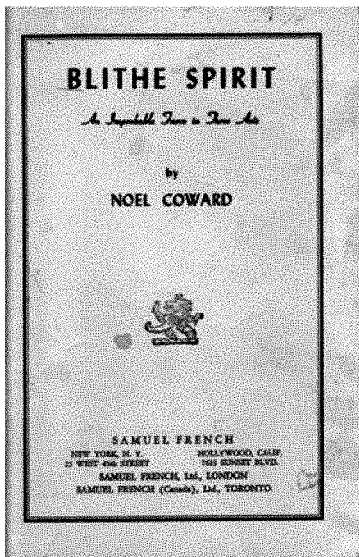 BLITHE SPIRIT
An Improbable Farce in Three Acts
by
NOEL COWARD
SAMUEL FRENCH
NEW YORK, N. Y. HOLLYWOOD, CALIF.
25 WEST 45th STREET 7623 SUNSET BLVD.
SAMUEL FRENCH, Ltd., LONDON
SAMUEL FRENCH (Canada), Ltd., TORONTO